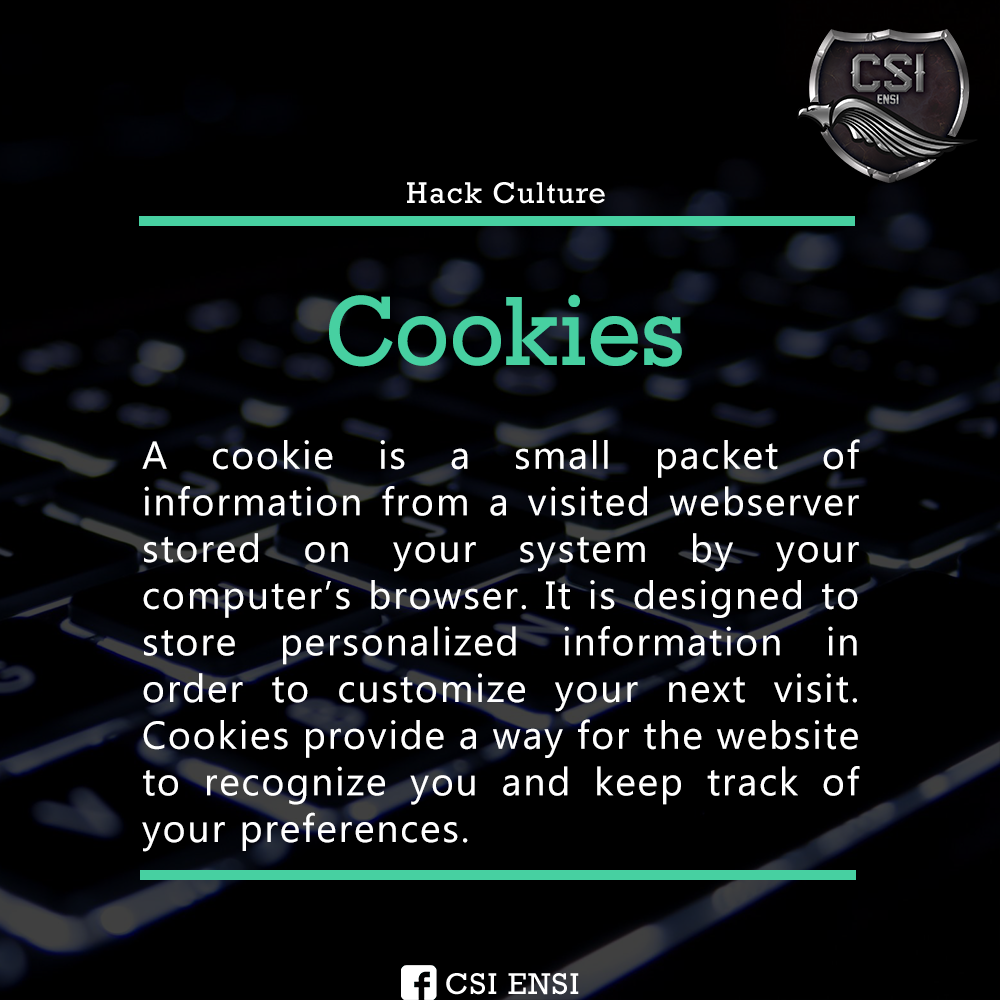 CSI
ENSI
Hack Culture
Cookies
A cookie is a small packet of
information from a visited webserver
stored on your system by your
computer’s browser. It is designed to
store personalized information in
order to customize your next visit.
Cookies provide a way for the website
to recognize you and keep track of
your preferences.
f CSI ENSI